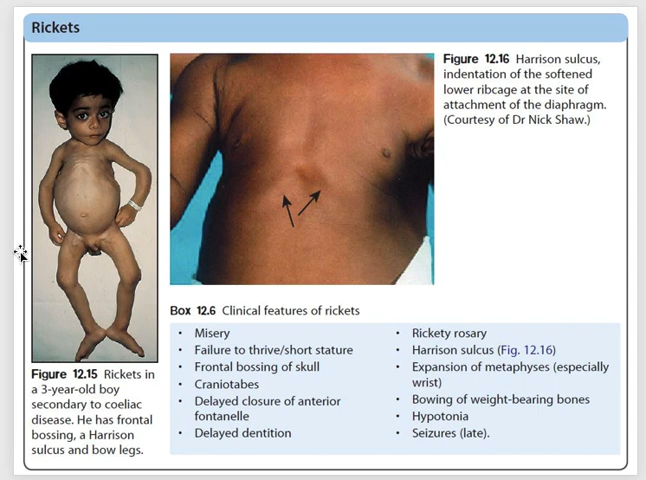 Rickets
Figure 12.15 Rickets in
a 3-year-old boy
secondary to coeliac
disease. He has frontal
bossing, a Harrison
sulcus and bow legs.
Figure 12.16 Harrison sulcus,
indentation of the softened
lower ribcage at the site of
attachment of the diaphragm.
(Courtesy of Dr Nick Shaw.)
Box 12.6 Clinical features of rickets
• Misery
• Failure to thrive/short stature
• Frontal bossing of skull
• Craniotabes
• Delayed closure of anterior
fontanelle
• Delayed dentition
• Rickety rosary
• Harrison sulcus (Fig. 12.16)
• Expansion of metaphyses (especially
wrist)
• Bowing of weight-bearing bones
• Hypotonia
• Seizures (late).